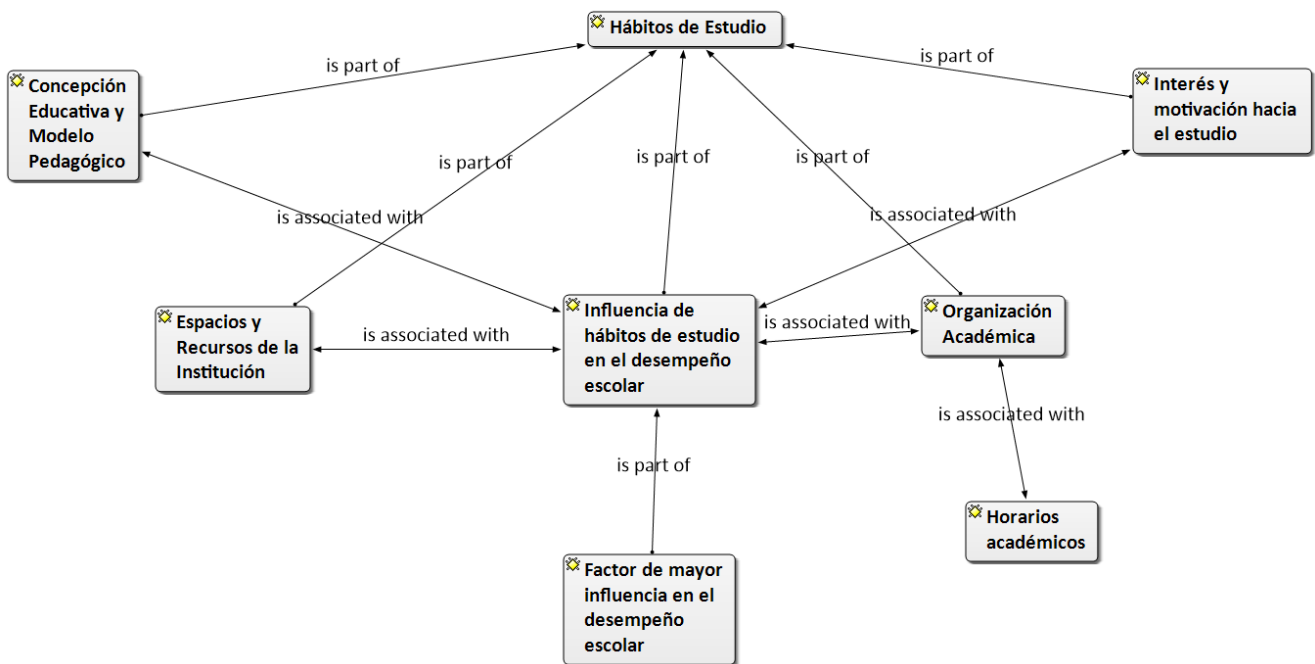 Hábitos de Estudio
is part of
is part of
Concepción
Educativa y
Modelo
Pedagógico
Interés y
motivación hacia
el estudio
is part of
is part of
is part of
is associated with
is associated with
Espacios y
Recursos de la
Institución
is associated with
Influencia de
hábitos de estudio
en el desempeño
escolar
is associated with
Organización
Académica
is associated with
is part of
Horarios
académicos
Factor de mayor
influencia en el
desempeño
escolar